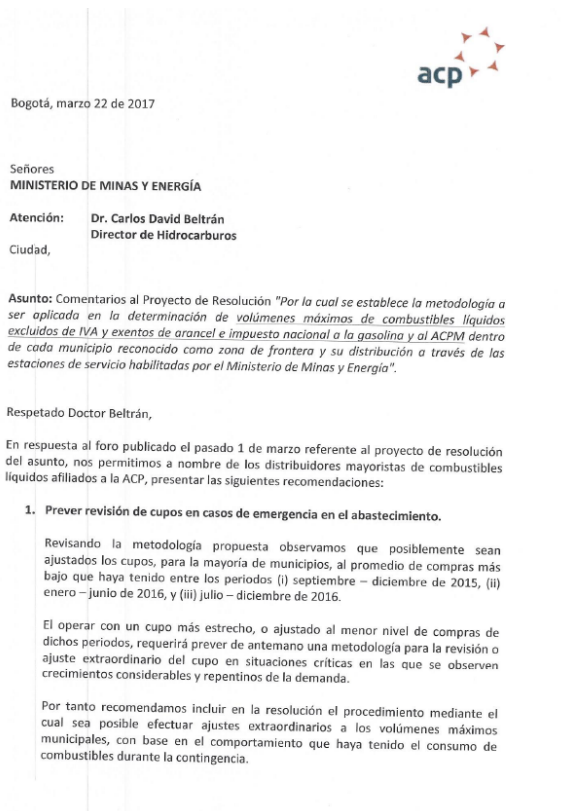 acp
Bogotá, marzo 22 de 2017
Señores
MINISTERIO DE MINAS Y ENERGÍA
Atención: Dr. Carlos David Beltrán
Director de Hidrocarburos
Ciudad,
Asunto: Comentarios al Proyecto de Resolución "Por la cual se establece la metodología a
ser aplicada en la determinación de volúmenes máximos de combustibles líquidos
excluidos de IVA y exentos de arancel e impuesto nacional a la gasolina y al ACPM dentro
de cada municipio reconocido como zona de frontera y su distribución a través de las
estaciones de servicio habilitadas por el Ministerio de Minas y Energía".
Respetado Doctor Beltrán,
En respuesta al foro publicado el pasado 1 de marzo referente al proyecto de resolución
del asunto, nos permitimos a nombre de los distribuidores mayoristas de combustibles
líquidos afiliados a la ACP, presentar las siguientes recomendaciones:
1. Prever revisión de cupos en casos de emergencia en el abastecimiento.
Revisando la metodología propuesta observamos que posiblemente sean
ajustados los cupos, para la mayoría de municipios, al promedio de compras más
bajo que haya tenido entre los periodos (i) septiembre – diciembre de 2015, (ii)
enero – junio de 2016, y (iii) julio – diciembre de 2016.
El operar con un cupo más estrecho, o ajustado al menor nivel de compras de
dichos periodos, requerirá prever de antemano una metodología para la revisión o
ajuste extraordinario del cupo en situaciones críticas en las que se observen
crecimientos considerables y repentinos de la demanda.
Por tanto recomendamos incluir en la resolución el procedimiento mediante el
cual sea posible efectuar ajustes extraordinarios a los volúmenes máximos
municipales, con base en el comportamiento que haya tenido el consumo de
combustibles durante la contingencia.